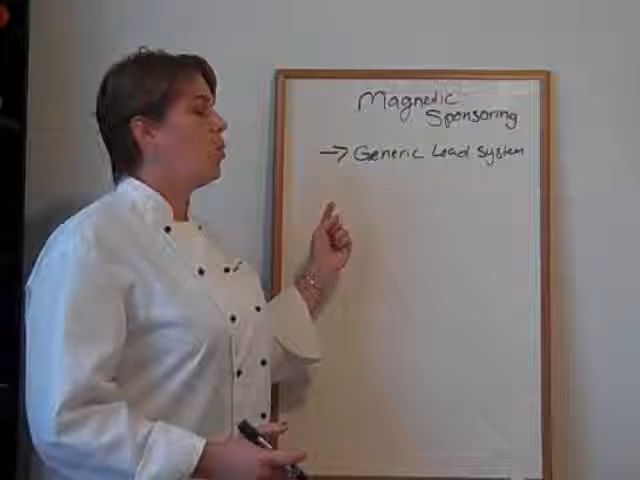 Magnetic
Sponsoring
→ Generic Lead System